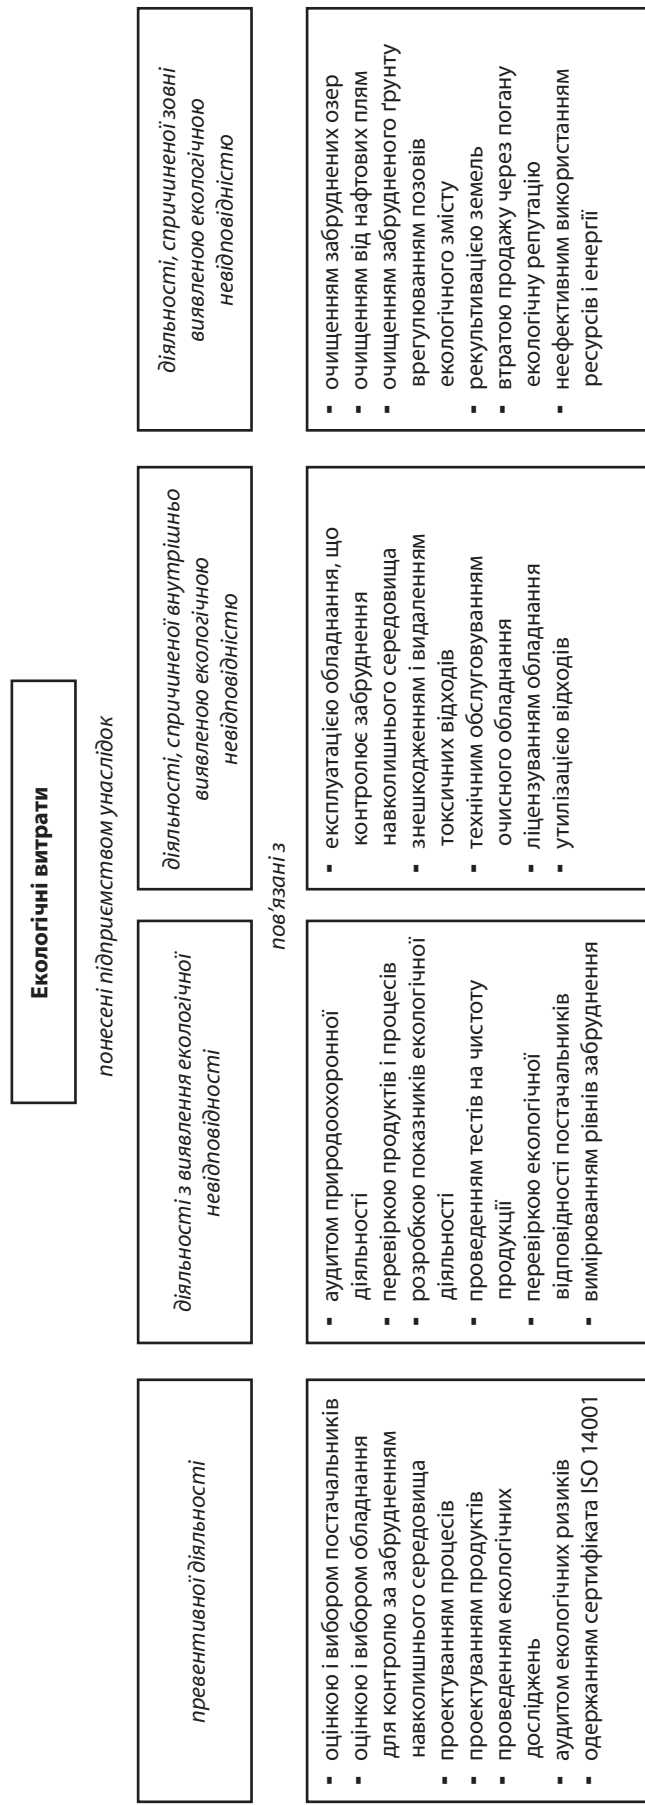 Екологічні витрати
понесені підприємством унаслідок
превентивної діяльності
діяльності з виявлення екологічної
невідповідності
діяльності, спричиненої внутрішньо
виявленою екологічною
невідповідністю
діяльності, спричиненої зовні
виявленою екологічною
невідповідністю
пов’язані з
▪ оцінкою і вибором постачальників
▪ оцінкою і вибором обладнання
для контролю за забрудненням
навколишнього середовища
▪ проектуванням процесів
▪ проектуванням продуктів
▪ проведенням екологічних
досліджень
▪ аудитом екологічних ризиків
▪ одержанням сертифіката ISO 14001
▪ аудитом природоохоронної
діяльності
▪ перевіркою продуктів і процесів
▪ розробкою показників екологічної
діяльності
▪ проведенням тестів на чистоту
продукції
▪ перевіркою екологічної
відповідності постачальників
▪ вимірюванням рівнів забруднення
▪ експлуатацією обладнання, що
контролює забруднення
навколишнього середовища
▪ знешкодженням і видаленням
токсичних відходів
▪ технічним обслуговуванням
очисного обладнання
▪ ліцензуванням обладнання
▪ утилізацією відходів
▪ очищенням забруднених озер
▪ очищенням від нафтових плям
▪ очищенням забрудненого ґрунту
врегулюванням позовів
екологічного змісту
▪ рекультивацією земель
▪ втратою продажу через погану
екологічну репутацію
▪ неефективним використанням
ресурсів і енергії